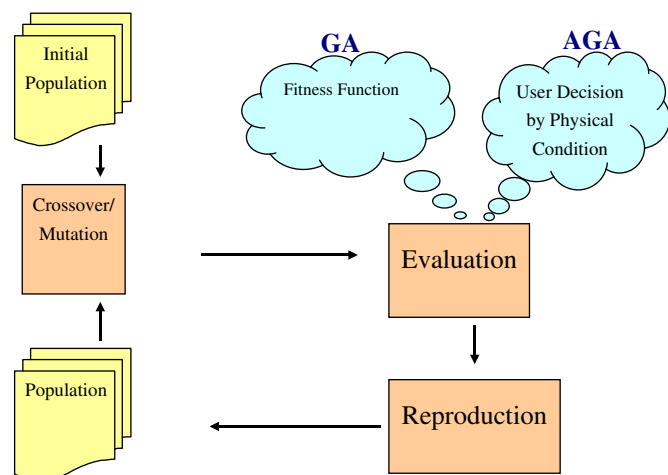 GA
AGA
Initial
Population
Fitness Function
User Decision
by Physical
Condition
Crossover/
Mutation
Evaluation
Population
Reproduction